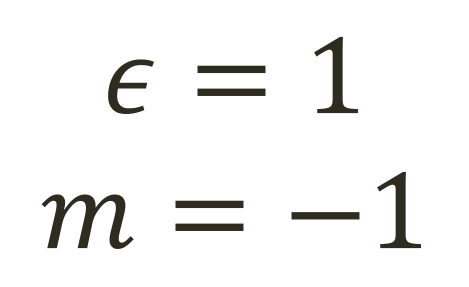 ϵ = 1
m = −1